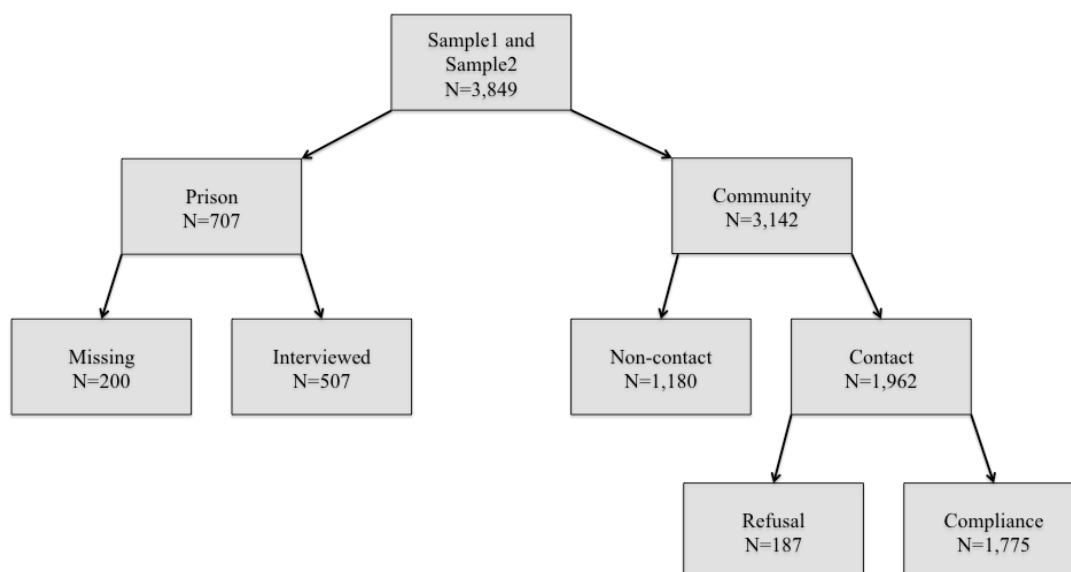 Sample1 and
Sample2
N=3,849
Prison
N=707
Community
N=3,142
Missing
N=200
Interviewed
N=507
Non-contact
N=1,180
Contact
N=1,962
Refusal
N=187
Compliance
N=1,775